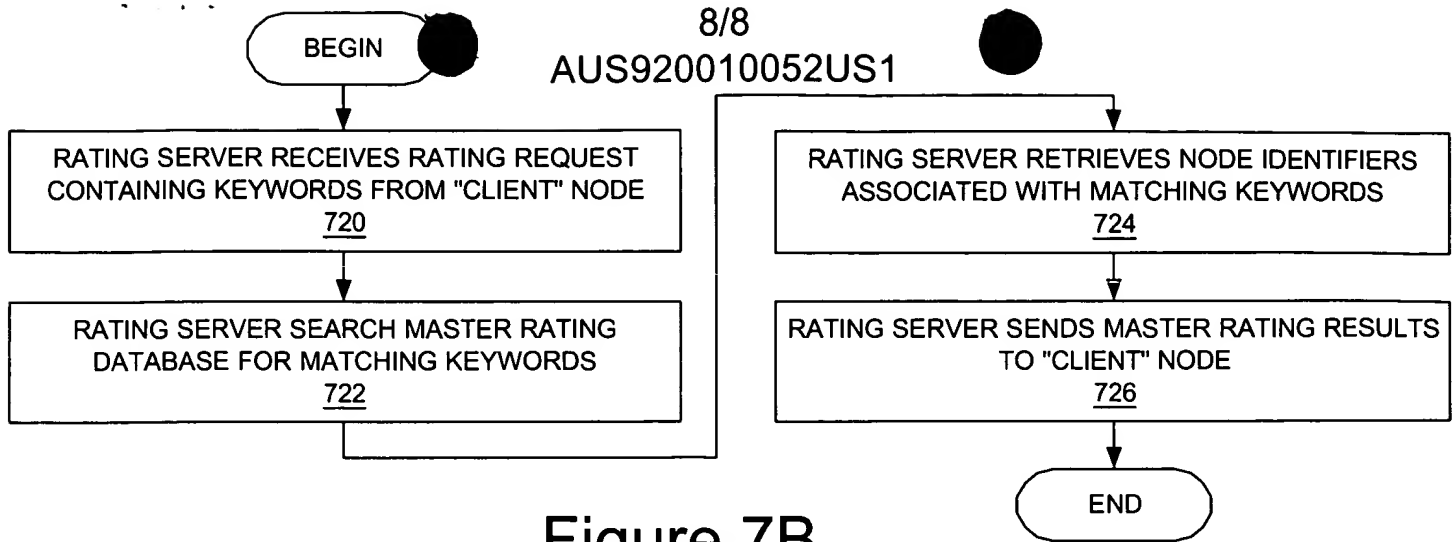 8/8
AUS920010052US1
BEGIN
RATING SERVER RECEIVES RATING REQUEST
CONTAINING KEYWORDS FROM "CLIENT" NODE
720
RATING SERVER SEARCH MASTER RATING
DATABASE FOR MATCHING KEYWORDS
722
RATING SERVER RETRIEVES NODE IDENTIFIERS
ASSOCIATED WITH MATCHING KEYWORDS
724
RATING SERVER SENDS MASTER RATING RESULTS
TO "CLIENT" NODE
726
END
Figure 7B